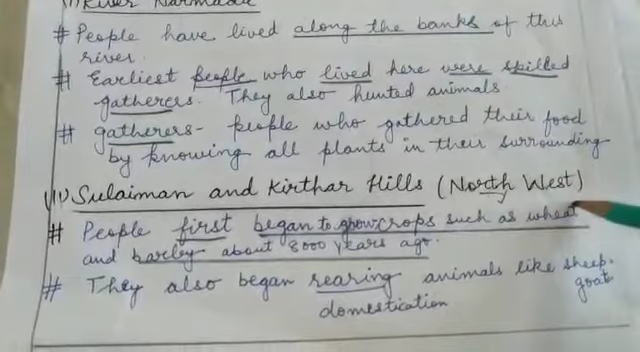 (i) River Narmada
# People have lived along the banks of this
river.
# Earliest people who lived here were spilled
gatherers. They also hunted animals.
# gatherers - people who gathered their food
by knowing all plants in their surrounding
(ii) Sulaiman and Kirthar Hills (North West)
# People first began to grow crops such as wheat
and barley about 8000 years ago.
# They also began rearing animals like sheep.
goat
domestication